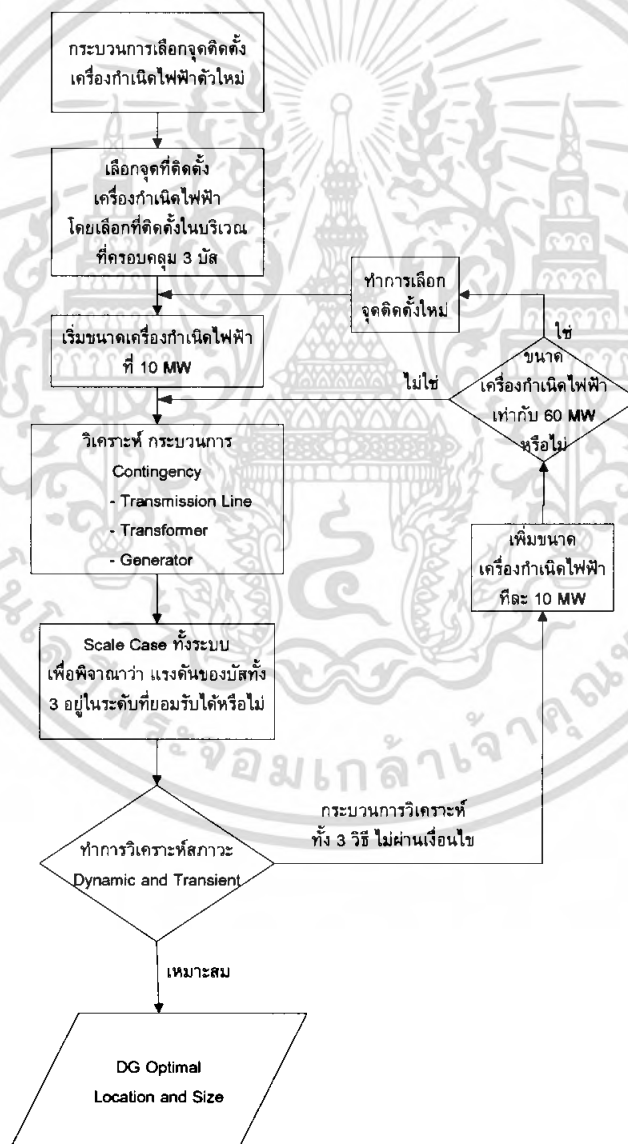 กระบวนการเลือกจุดติดตั้ง
เครื่องกำเนิดไฟฟ้าตัวใหม่
เลือกจุดที่ติดตั้ง
เครื่องกำเนิดไฟฟ้า
โดยเลือกที่ติดตั้งในบริเวณ
ที่ครอบคลุม 3 บัส
ทำการเลือก
จุดติดตั้งใหม่
เริ่มขนาดเครื่องกำเนิดไฟฟ้า
ที่ 10 MW
ใช่
ไม่ใช่
ขนาด
เครื่องกำเนิดไฟฟ้า
เท่ากับ 60 MW
หรือไม่
วิเคราะห์ กระบวนการ
Contingency
- Transmission Line
- Transformer
- Generator
เพิ่มขนาด
เครื่องกำเนิดไฟฟ้า
ทีละ 10 MW
Scale Case ทั้งระบบ
เพื่อพิจาณาว่า แรงดันของบัสทั้ง
3 อยู่ในระดับที่ยอมรับได้หรือไม่
กระบวนการวิเคราะห์
ทั้ง 3 วิธี ไม่ผ่านเงื่อนไข
ทำการวิเคราะห์สภาวะ
Dynamic and Transient
เหมาะสม
DG Optimal
Location and Size